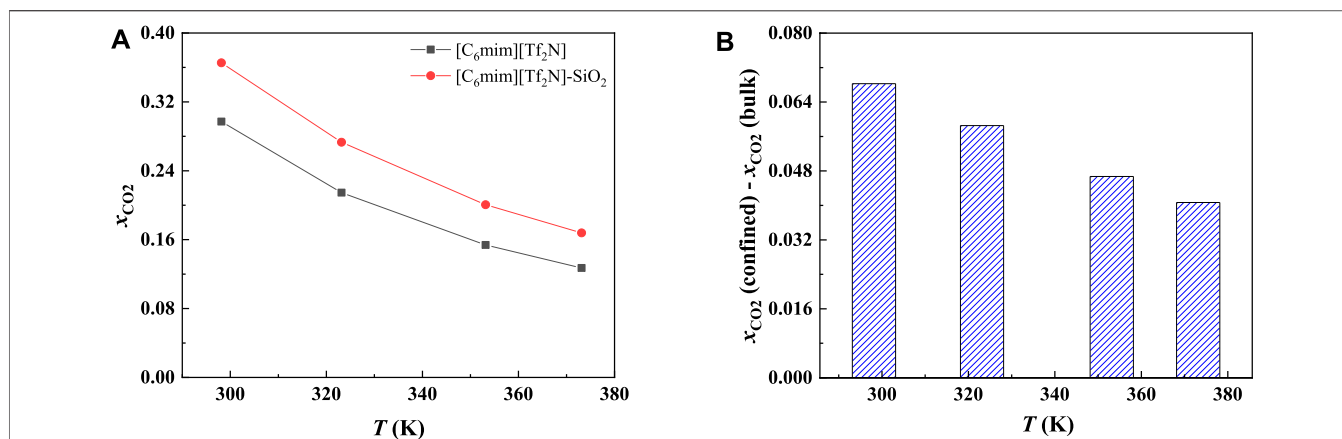 A
[C₆mim][Tf₂N]
[C₆mim][Tf₂N]-SiO₂
0.40
0.32
0.24
0.16
0.08
0.00
xCO2
300
320
340
360
380
T (K)
B
0.080
0.064
0.048
0.032
0.016
0.000
xCO2 (confined) - xCO2 (bulk)
300
320
340
360
380
T (K)